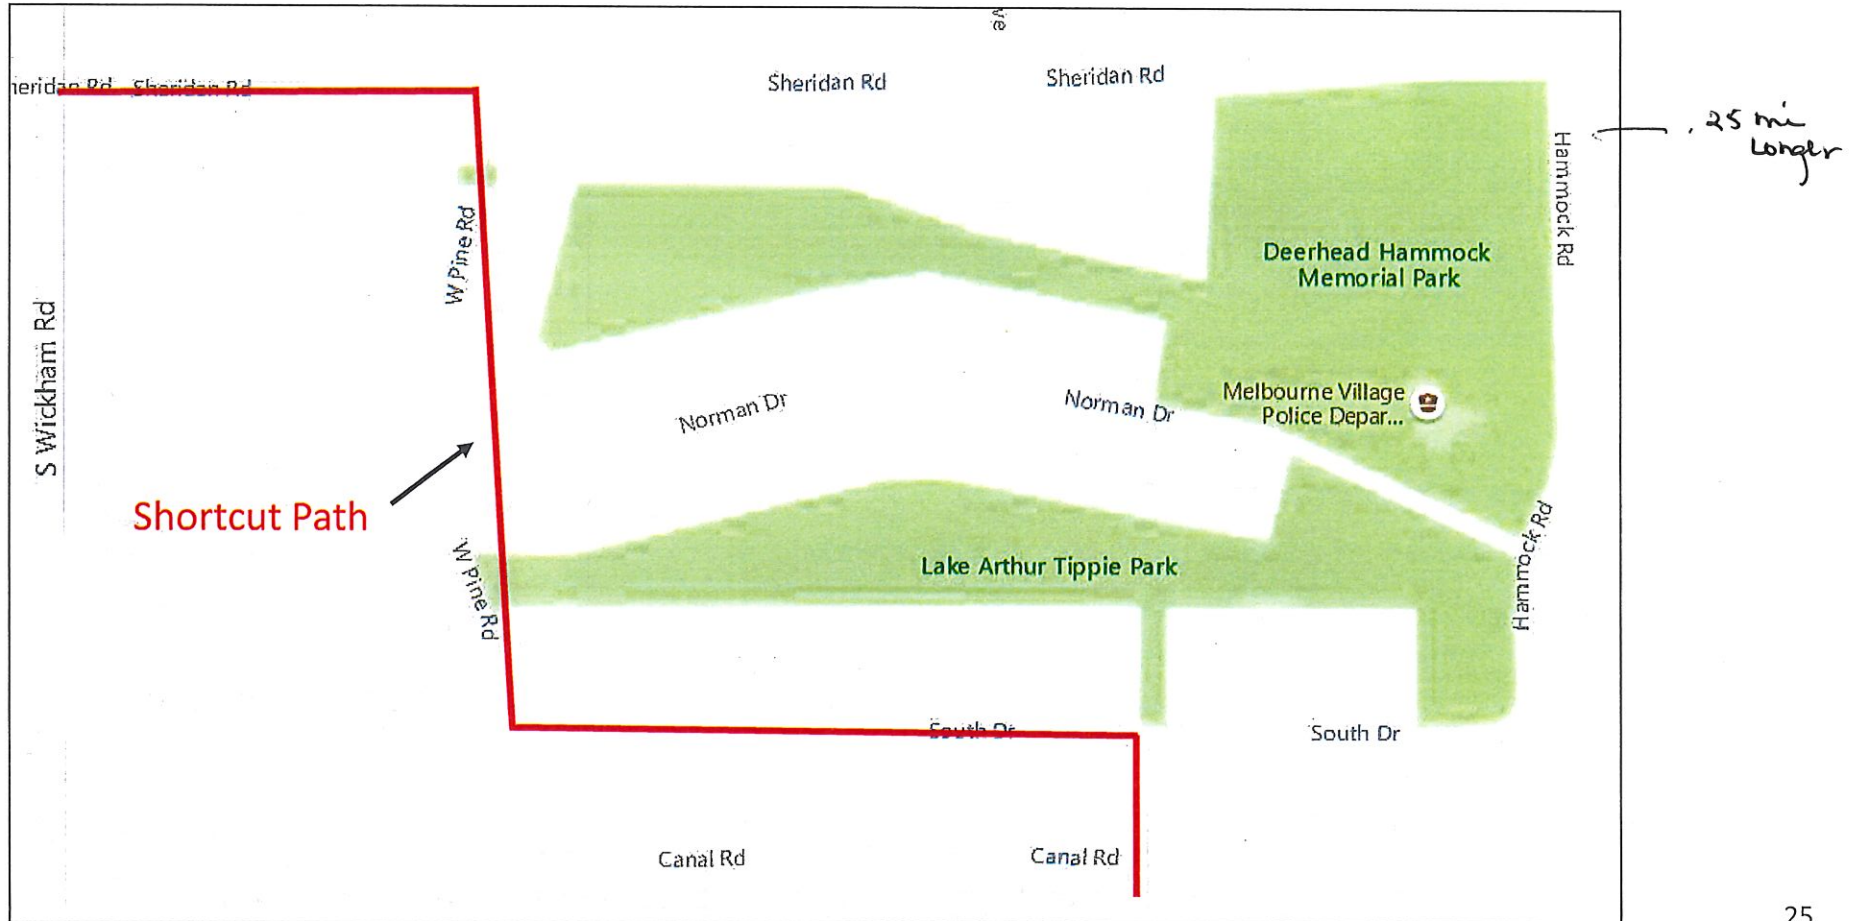 ve
Sheridan Rd
Sheridan Rd
heridan Rd
Sheridan Rd
.25 mi
Longer
Hammock Rd
W Pine Rd
Deerhead Hammock
Memorial Park
S Wickham Rd
Melbourne Village
Police Depar...
Norman Dr
Norman Dr
Shortcut Path
Hammock Rd
W Pine Rd
Lake Arthur Tippie Park
South Dr
South Dr
Canal Rd
Canal Rd
25